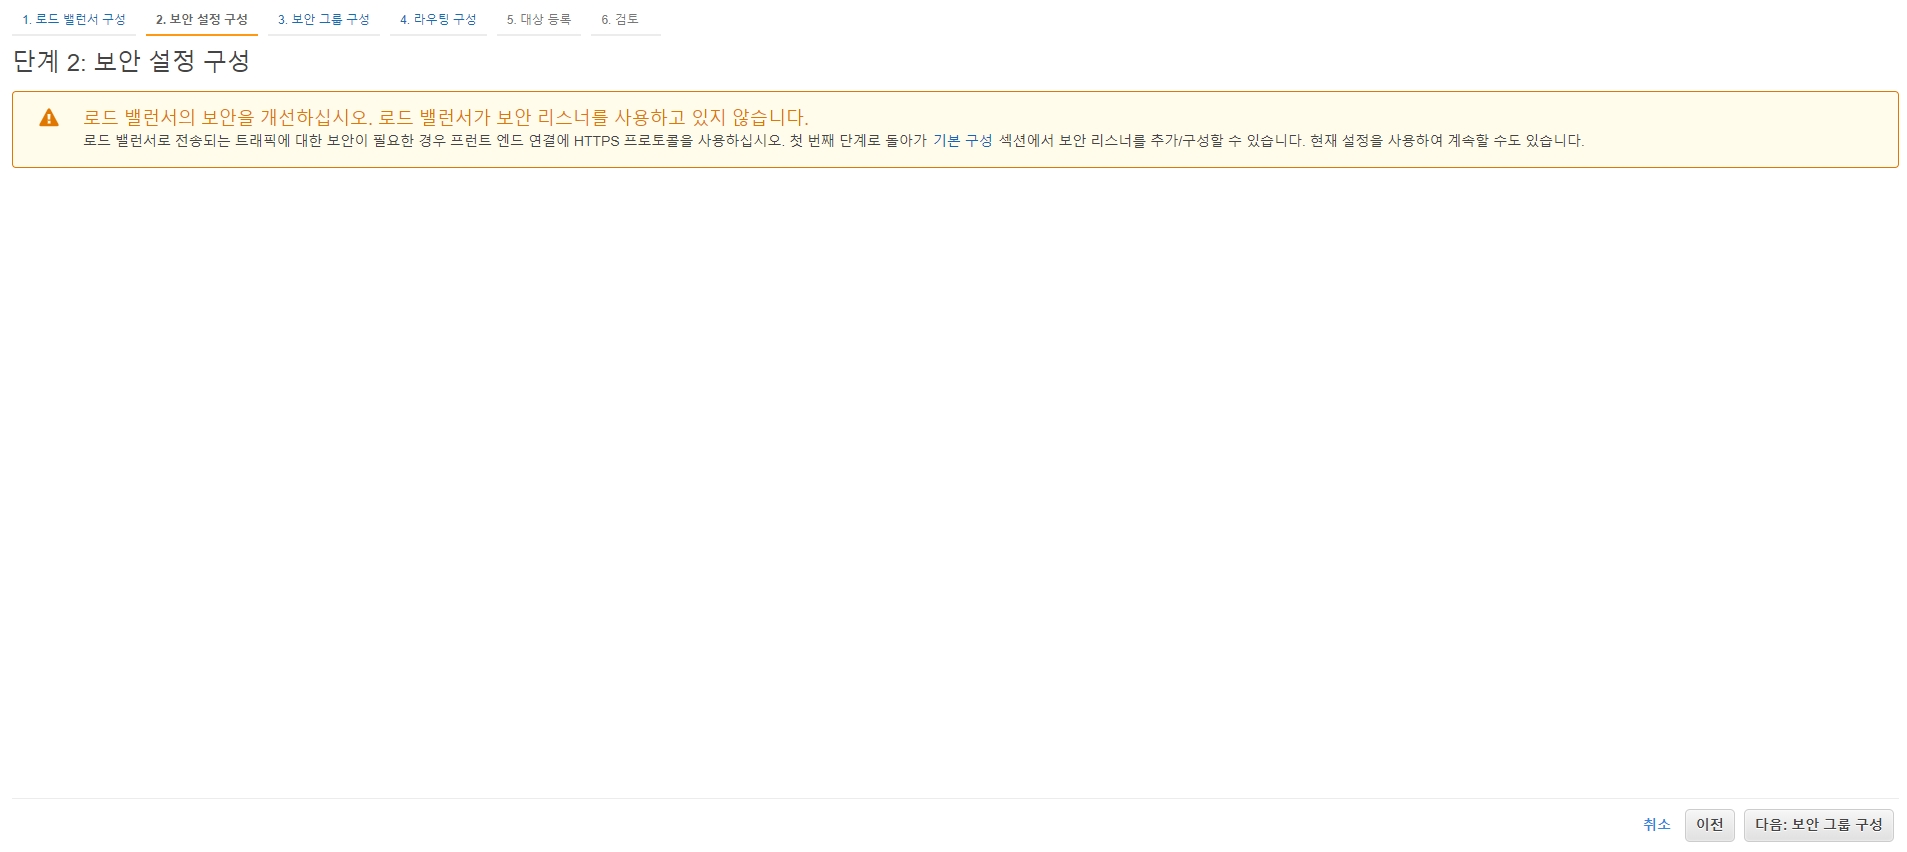 1. 로드 밸런서 구성 2. 보안 설정 구성 3. 보안 그룹 구성 4. 라우팅 구성 5. 대상 등록 6. 검토
단계 2: 보안 설정 구성
로드 밸런서의 보안을 개선하십시오. 로드 밸런서가 보안 리스너를 사용하고 있지 않습니다.
로드 밸런서로 전송되는 트래픽에 대한 보안이 필요한 경우 프런트 엔드 연결에 HTTPS 프로토콜을 사용하십시오. 첫 번째 단계로 돌아가 기본 구성 섹션에서 보안 리스너를 추가/구성할 수 있습니다. 현재 설정을 사용하여 계속할 수도 있습니다.
취소 이전 다음: 보안 그룹 구성